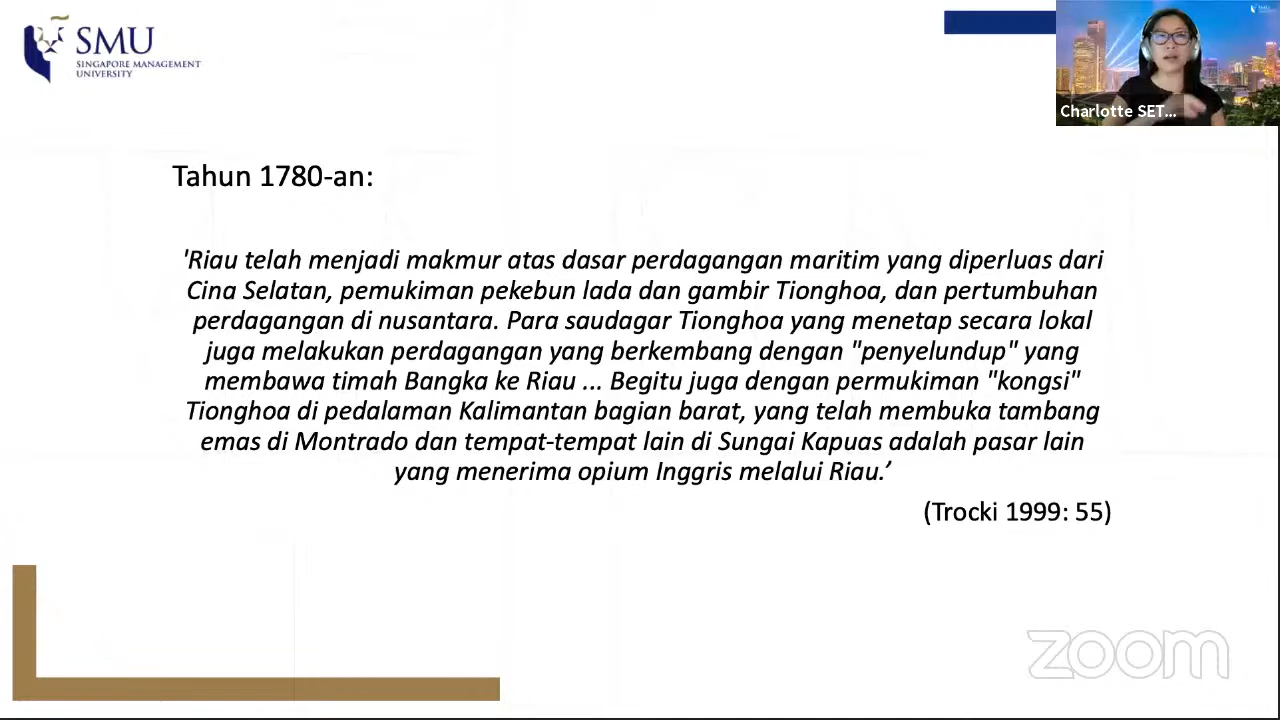 SMU
SINGAPORE MANAGEMENT
UNIVERSITY
Charlotte SET...
Tahun 1780-an:
'Riau telah menjadi makmur atas dasar perdagangan maritim yang diperluas dari
Cina Selatan, pemukiman pekebun lada dan gambir Tionghoa, dan pertumbuhan
perdagangan di nusantara. Para saudagar Tionghoa yang menetap secara lokal
juga melakukan perdagangan yang berkembang dengan "penyelundup" yang
membawa timah Bangka ke Riau ... Begitu juga dengan permukiman "kongsi"
Tionghoa di pedalaman Kalimantan bagian barat, yang telah membuka tambang
emas di Montrado dan tempat-tempat lain di Sungai Kapuas adalah pasar lain
yang menerima opium Inggris melalui Riau.’
(Trocki 1999: 55)
zoom